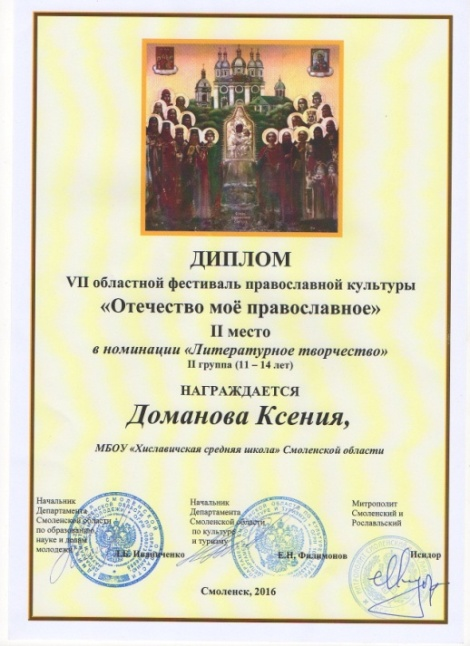 ДИПЛОМ
VII областной фестиваль православной культуры
«Отечество моё православное»
II место
в номинации «Литературное творчество»
II группа (11 – 14 лет)
НАГРАЖДАЕТСЯ
Доманова Ксения,
МБОУ «Хиславичская средняя школа» Смоленской области
Начальник
Департамента
Смоленской области
по образованию,
науке и делам
молодежи
Иванченко
Начальник
Департамента
Смоленской области
по культуре
и туризму
Е.Н. Филимонов
Митрополит
Смоленский и
Рославльский
Исидор
Смоленск, 2016